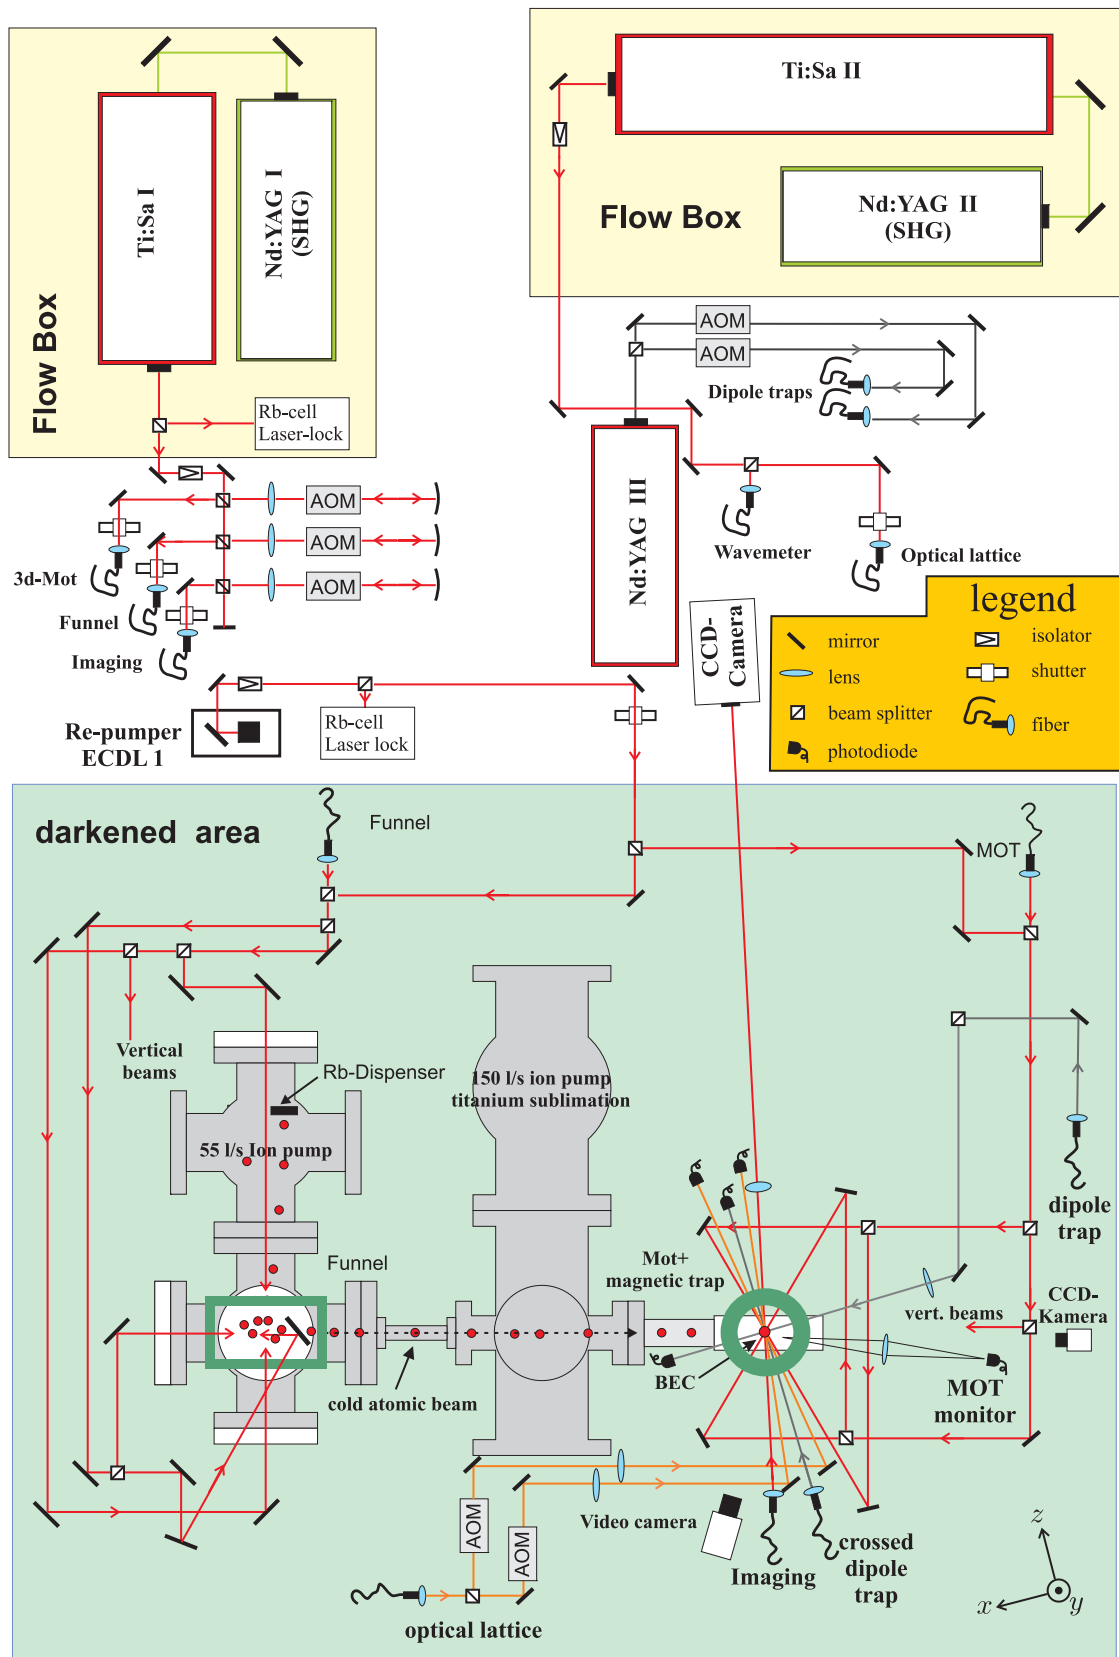 Ti:Sa I
Nd:YAG I
(SHG)
Flow Box
Rb-cell
Laser-lock
Ti:Sa II
Nd:YAG II
(SHG)
Flow Box
AOM
AOM
Dipole traps
Nd:YAG III
Wavemeter
Optical lattice
AOM
AOM
AOM
3d-Mot
Funnel
Imaging
CCD-
Camera
legend
mirror
lens
beam splitter
photodiode
isolator
shutter
fiber
Re-pumper
ECDL 1
Rb-cell
Laser lock
darkened area
Funnel
MOT
Vertical
beams
Rb-Dispenser
55 l/s Ion pump
150 l/s ion pump
titanium sublimation
dipole
trap
Funnel
Mot+
magnetic trap
vert. beams
CCD-
Kamera
BEC
MOT
monitor
cold atomic beam
AOM
AOM
Video camera
Imaging
crossed
dipole
trap
optical lattice
z
x
y